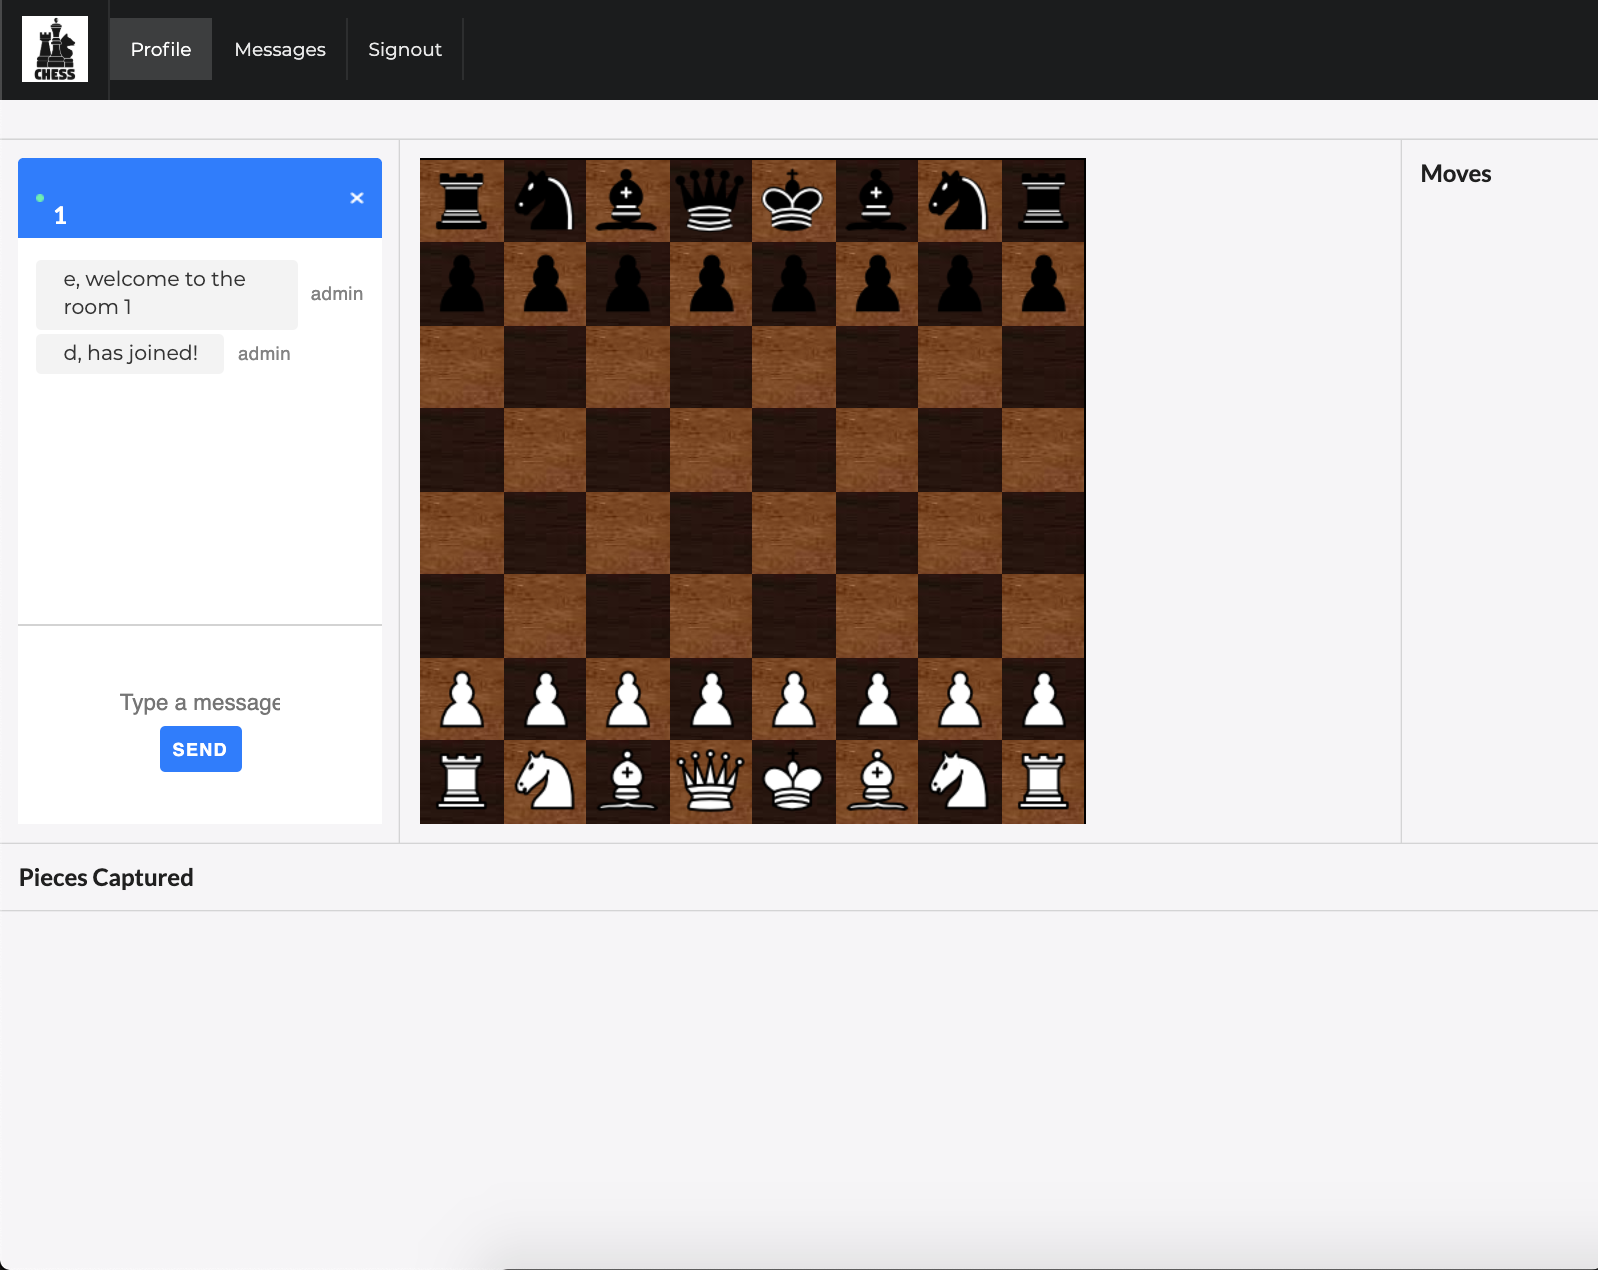 CHESS
Profile
Messages
Signout
1
×
e, welcome to the
room 1
admin
d, has joined!
admin
Type a message
SEND
Moves
Pieces Captured